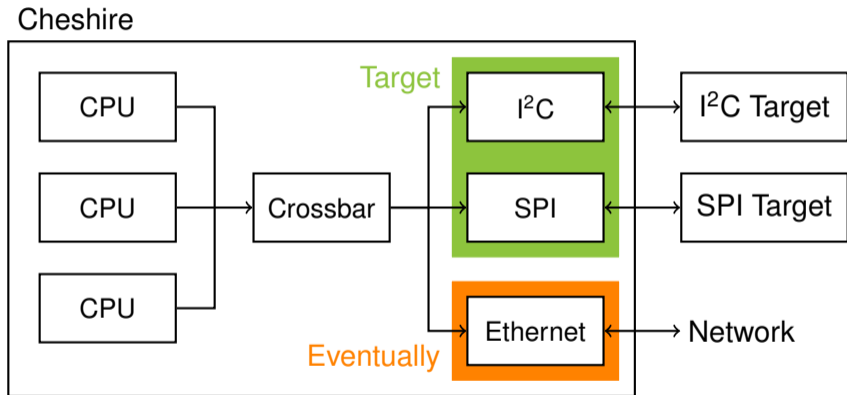 Cheshire
Target
CPU
I²C
I²C Target
CPU
Crossbar
SPI
SPI Target
CPU
Ethernet
Network
Eventually